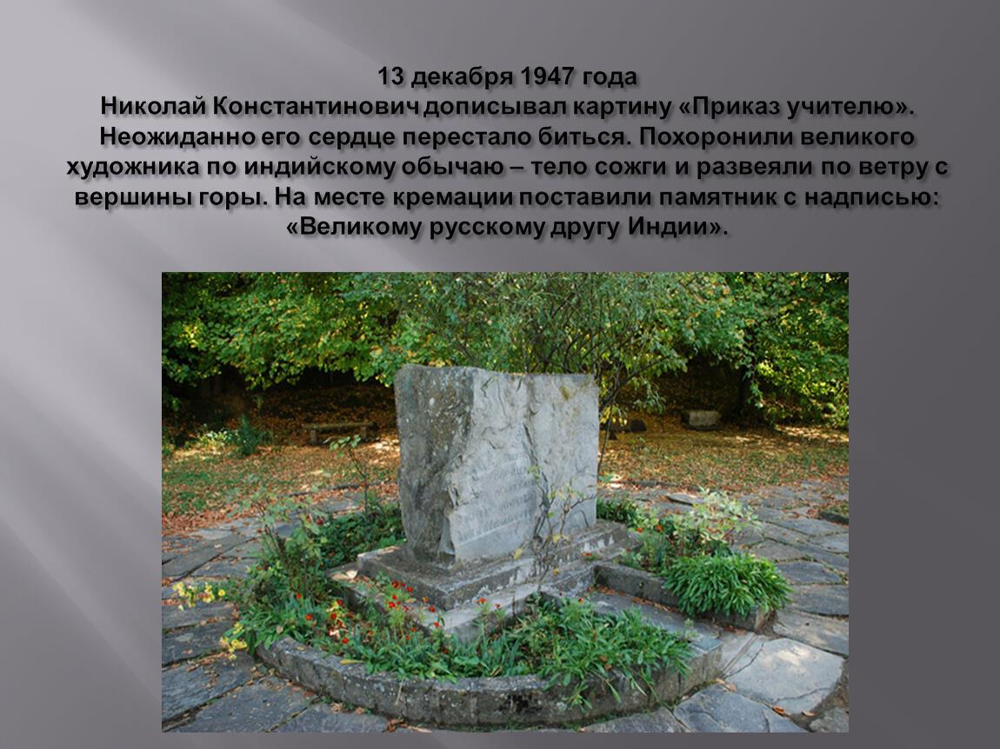 13 декабря 1947 года
Николай Константинович дописывал картину «Приказ учителю».
Неожиданно его сердце перестало биться. Похоронили великого
художника по индийскому обычаю – тело сожги и развеяли по ветру с
вершины горы. На месте кремации поставили памятник с надписью:
«Великому русскому другу Индии».